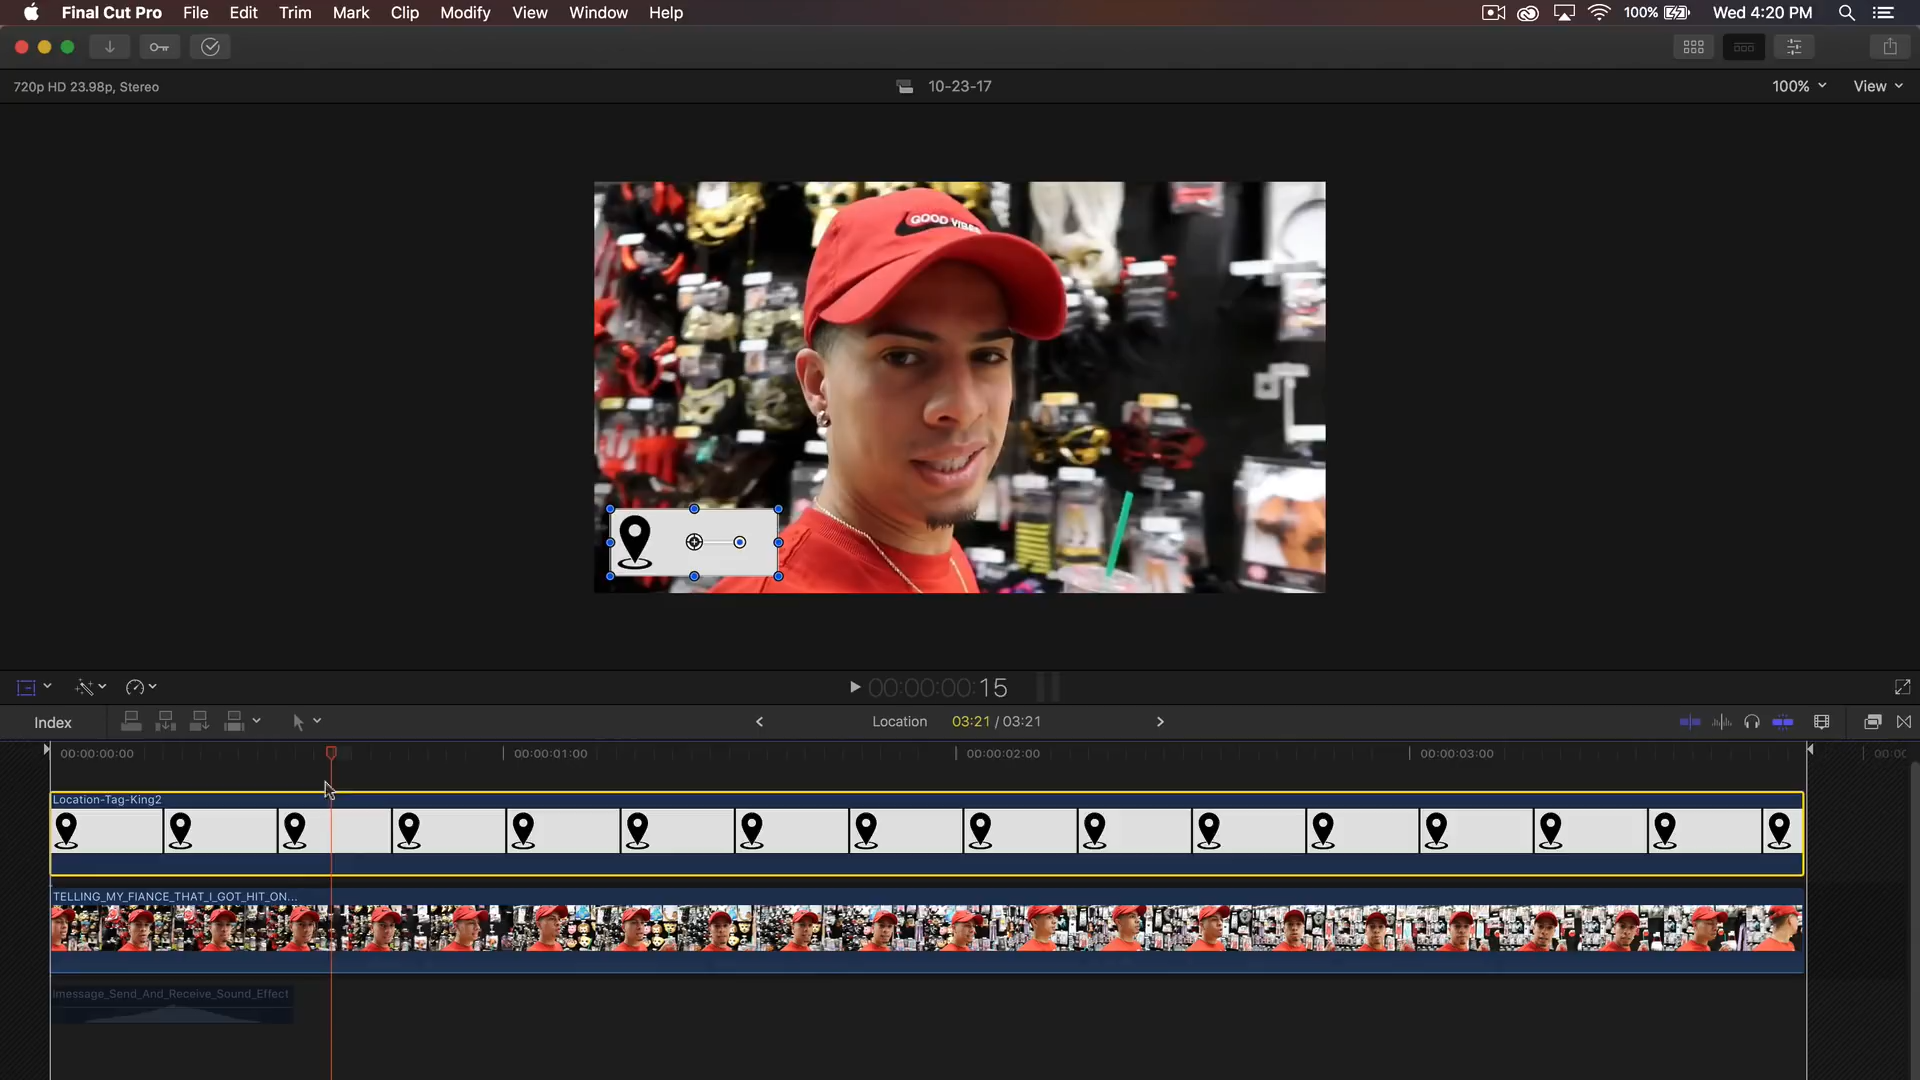 Final Cut Pro File Edit Trim Mark Clip Modify View Window Help 100% Wed 4:20 PM
720p HD 23.98p, Stereo 10-23-17 100% View
GOOD VIBES
00:00:00:15
Index Location 03:21 / 03:21
00:00:00:00 00:00:01:00 00:00:02:00 00:00:03:00
Location-Tag-King2
TELLING_MY_FIANCE_THAT_I_GOT_HIT_ON...
Imessage_Send_And_Receive_Sound_Effect